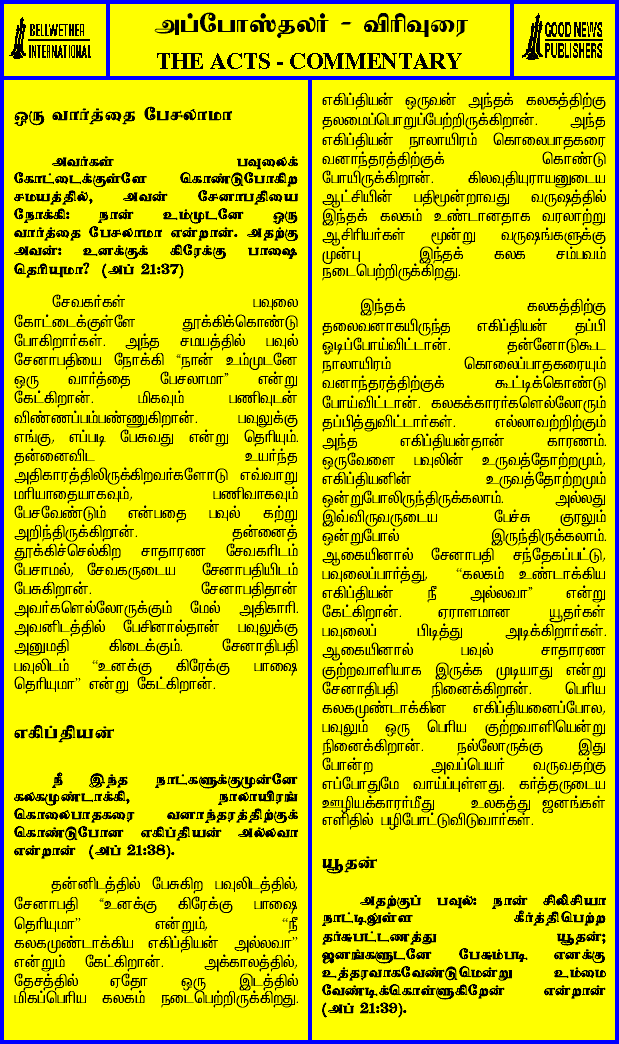 BELLWETHER
INTERNATIONAL
அப்போஸ்தலர் - விரிவுரை
THE ACTS - COMMENTARY
GOOD NEWS
PUBLISHERS
ஒரு வார்த்தை பேசலாமா
அவர்கள் பவுலைக்
கோட்டைக்குள்ளே கொண்டுபோகிற
சமயத்தில், அவன் சேனாபதியை
நோக்கி: நான் உம்முடனே ஒரு
வார்த்தை பேசலாமா என்றான். அதற்கு
அவன்: உனக்குக் கிரேக்கு பாஷை
தெரியுமா? (அப் 21:37)
சேவகர்கள் பவுலை
கோட்டைக்குள்ளே தூக்கிக்கொண்டு
போகிறார்கள். அந்த சமயத்தில் பவுல்
சேனாபதியை நோக்கி “நான் உம்முடனே
ஒரு வார்த்தை பேசலாமா” என்று
கேட்கிறான். மிகவும் பணிவுடன்
விண்ணப்பம்பண்ணுகிறான். பவுலுக்கு
எங்கு, எப்படி பேசுவது என்று தெரியும்.
தன்னைவிட உயர்ந்த
அதிகாரத்திலிருக்கிறவர்களோடு எவ்வாறு
மரியாதையாகவும், பணிவாகவும்
பேசவேண்டும் என்பதை பவுல் கற்று
அறிந்திருக்கிறான். தன்னைத்
தூக்கிச்செல்கிற சாதாரண சேவகரிடம்
பேசாமல், சேவகருடைய சேனாபதியிடம்
பேசுகிறான். சேனாபதிதான்
அவர்களெல்லோருக்கும் மேல் அதிகாரி.
அவனிடத்தில் பேசினால்தான் பவுலுக்கு
அனுமதி கிடைக்கும். சேனாதிபதி
பவுலிடம் “உனக்கு கிரேக்கு பாஷை
தெரியுமா” என்று கேட்கிறான்.
எகிப்தியன்
நீ இந்த நாட்களுக்குமுன்னே
கலகமுண்டாக்கி, நாலாயிரங்
கொலைபாதகரை வனாந்தரத்திற்குக்
கொண்டுபோன எகிப்தியன் அல்லவா
என்றான் (அப் 21:38).
தன்னிடத்தில் பேசுகிற பவுலிடத்தில்,
சேனாபதி “உனக்கு கிரேக்கு பாஷை
தெரியுமா” என்றும், “நீ
கலகமுண்டாக்கிய எகிப்தியன் அல்லவா”
என்றும் கேட்கிறான். அக்காலத்தில்,
தேசத்தில் ஏதோ ஒரு இடத்தில்
மிகப்பெரிய கலகம் நடைபெற்றிருக்கிறது.
எகிப்தியன் ஒருவன் அந்தக் கலகத்திற்கு
தலைமைப்பொறுப்பேற்றிருக்கிறான். அந்த
எகிப்தியன் நாலாயிரம் கொலைபாதகரை
வனாந்தரத்திற்குக் கொண்டு
போயிருக்கிறான். கிலவுதியுராயனுடைய
ஆட்சியின் பதிமூன்றாவது வருஷத்தில்
இந்தக் கலகம் உண்டானதாக வரலாற்று
ஆசிரியர்கள் மூன்று வருஷங்களுக்கு
முன்பு இந்தக் கலக சம்பவம்
நடைபெற்றிருக்கிறது.
இந்தக் கலகத்திற்கு
தலைவனாகயிருந்த எகிப்தியன் தப்பி
ஓடிப்போய்விட்டான். தன்னோடுகூட
நாலாயிரம் கொலைப்பாதகரையும்
வனாந்தரத்திற்குக் கூட்டிக்கொண்டு
போய்விட்டான். கலகக்காரர்களெல்லோரும்
தப்பித்துவிட்டார்கள். எல்லாவற்றிற்கும்
அந்த எகிப்தியன்தான் காரணம்.
ஒருவேளை பவுலின் உருவத்தோற்றமும்,
எகிப்தியனின் உருவத்தோற்றமும்
ஒன்றுபோலிருந்திருக்கலாம். அல்லது
இவ்விருவருடைய பேச்சு குரலும்
ஒன்றுபோல் இருந்திருக்கலாம்.
ஆகையினால் சேனாபதி சந்தேகப்பட்டு,
பவுலைப்பார்த்து, “கலகம் உண்டாக்கிய
எகிப்தியன் நீ அல்லவா” என்று
கேட்கிறான். ஏராளமான யூதர்கள்
பவுலைப் பிடித்து அடிக்கிறார்கள்.
ஆகையினால் பவுல் சாதாரண
குற்றவாளியாக இருக்க முடியாது என்று
சேனாதிபதி நினைக்கிறான். பெரிய
கலகமுண்டாக்கின எகிப்தியனைப்போல,
பவுலும் ஒரு பெரிய குற்றவாளியென்று
நினைக்கிறான். நல்லோருக்கு இது
போன்ற அவப்பெயர் வருவதற்கு
எப்போதுமே வாய்ப்புள்ளது. கர்த்தருடைய
ஊழியக்காரர்மீது உலகத்து ஜனங்கள்
எளிதில் பழிபோட்டுவிடுவார்கள்.
யூதன்
அதற்குப் பவுல்: நான் சிலிசியா
நாட்டிலுள்ள கீர்த்திபெற்ற
தர்சுபட்டணத்து யூதன்;
ஜனங்களுடனே பேசும்படி எனக்கு
உத்தரவாகவேண்டுமென்று உம்மை
வேண்டிக்கொள்ளுகிறேன் என்றான்
(அப் 21:39).